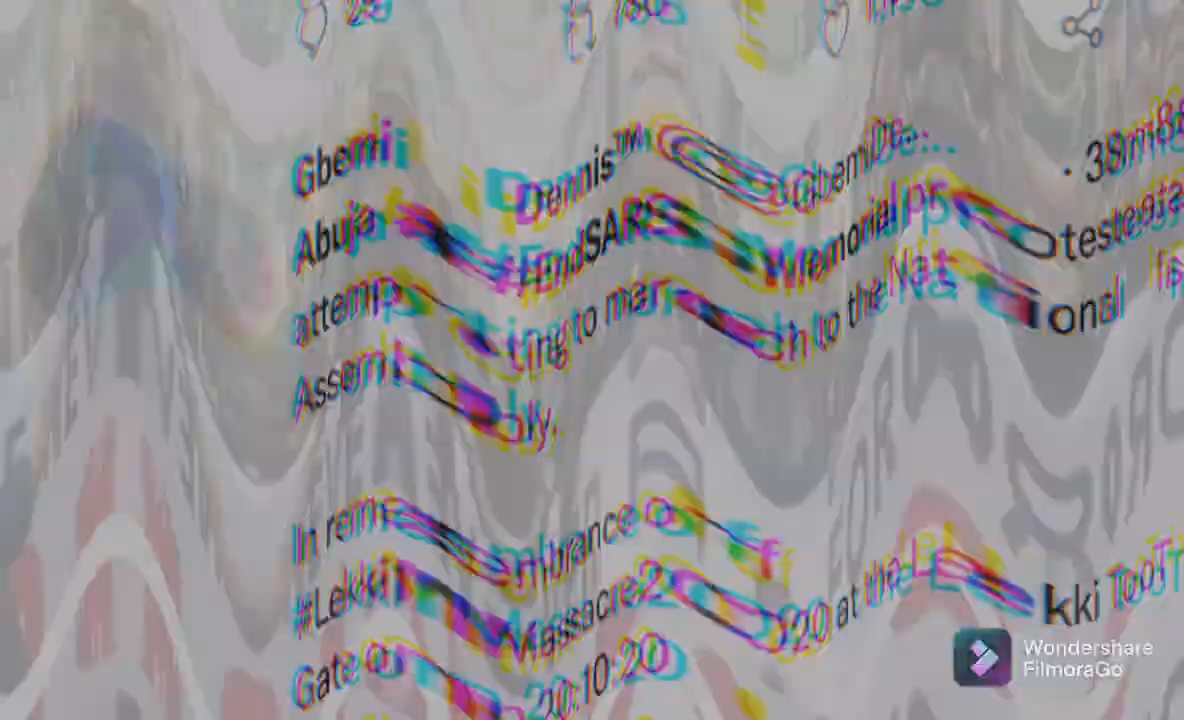 Gbemi Dennis™ @GbemiDe... · 38m
Abuja #EndSARS Memorial protesters
attempting to march to the National
Assembly.
In remembrance of
#LekkiMassacre2020 at the Lekki Toll
Gate on 20:10:20
Wondershare
FilmoraGo